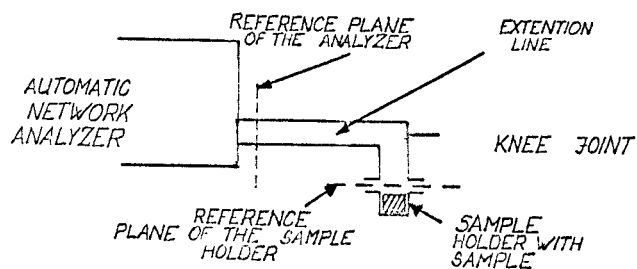 REFERENCE PLANE
OF THE ANALYZER
EXTENTION
LINE
AUTOMATIC
NETWORK
ANALYZER
KNEE JOINT
REFERENCE
PLANE OF THE SAMPLE
HOLDER
SAMPLE
HOLDER WITH
SAMPLE